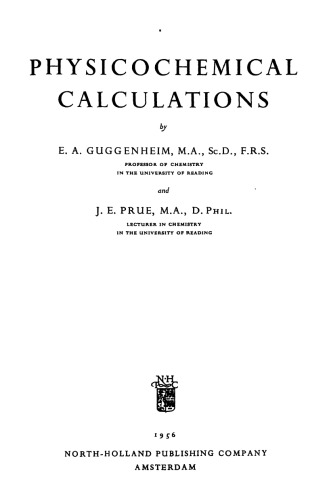 PHYSICOCHEMICAL
CALCULATIONS
by
E. A. GUGGENHEIM, M.A., Sc.D., F.R.S.
PROFESSOR OF CHEMISTRY
IN THE UNIVERSITY OF READING
and
J. E. PRUE, M.A., D. Phil.
LECTURER IN CHEMISTRY
IN THE UNIVERSITY OF READING
N·H
1956
NORTH-HOLLAND PUBLISHING COMPANY
AMSTERDAM